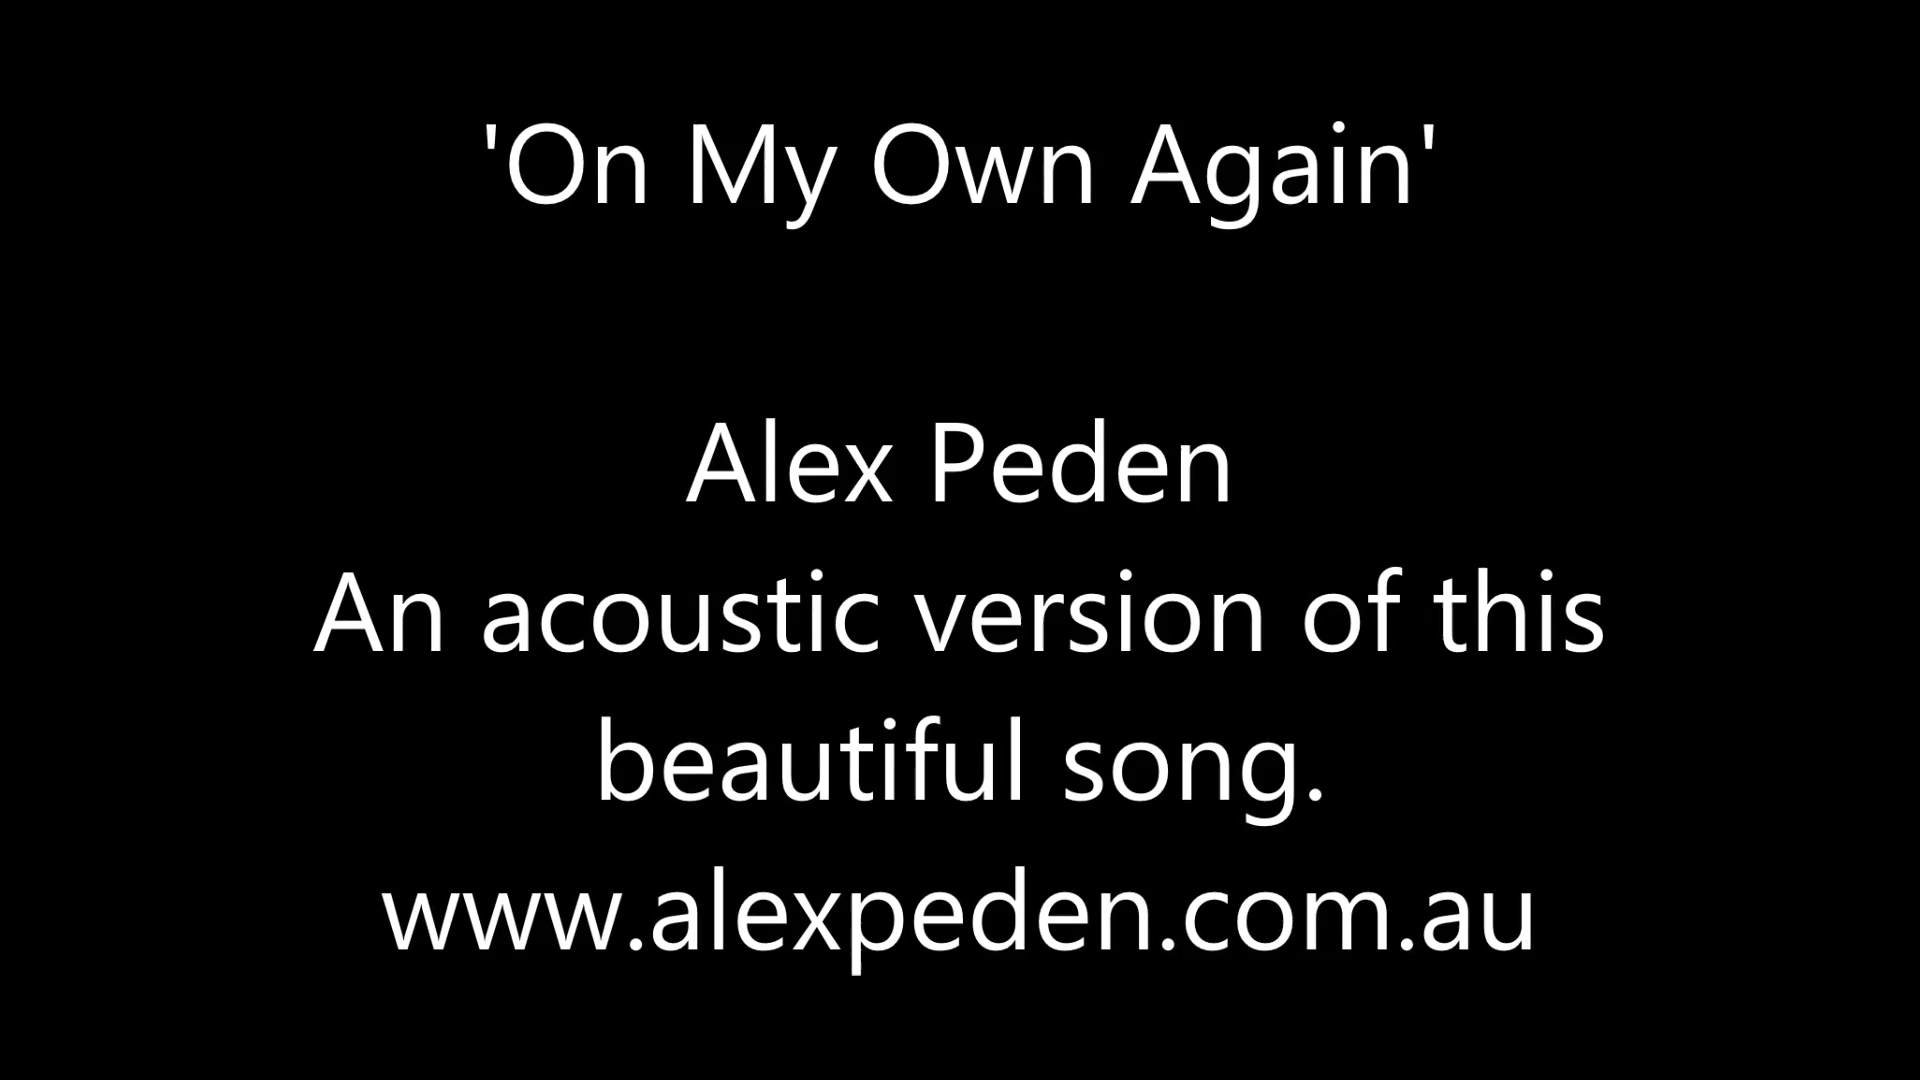 'On My Own Again'
Alex Peden
An acoustic version of this
beautiful song.
www.alexpeden.com.au